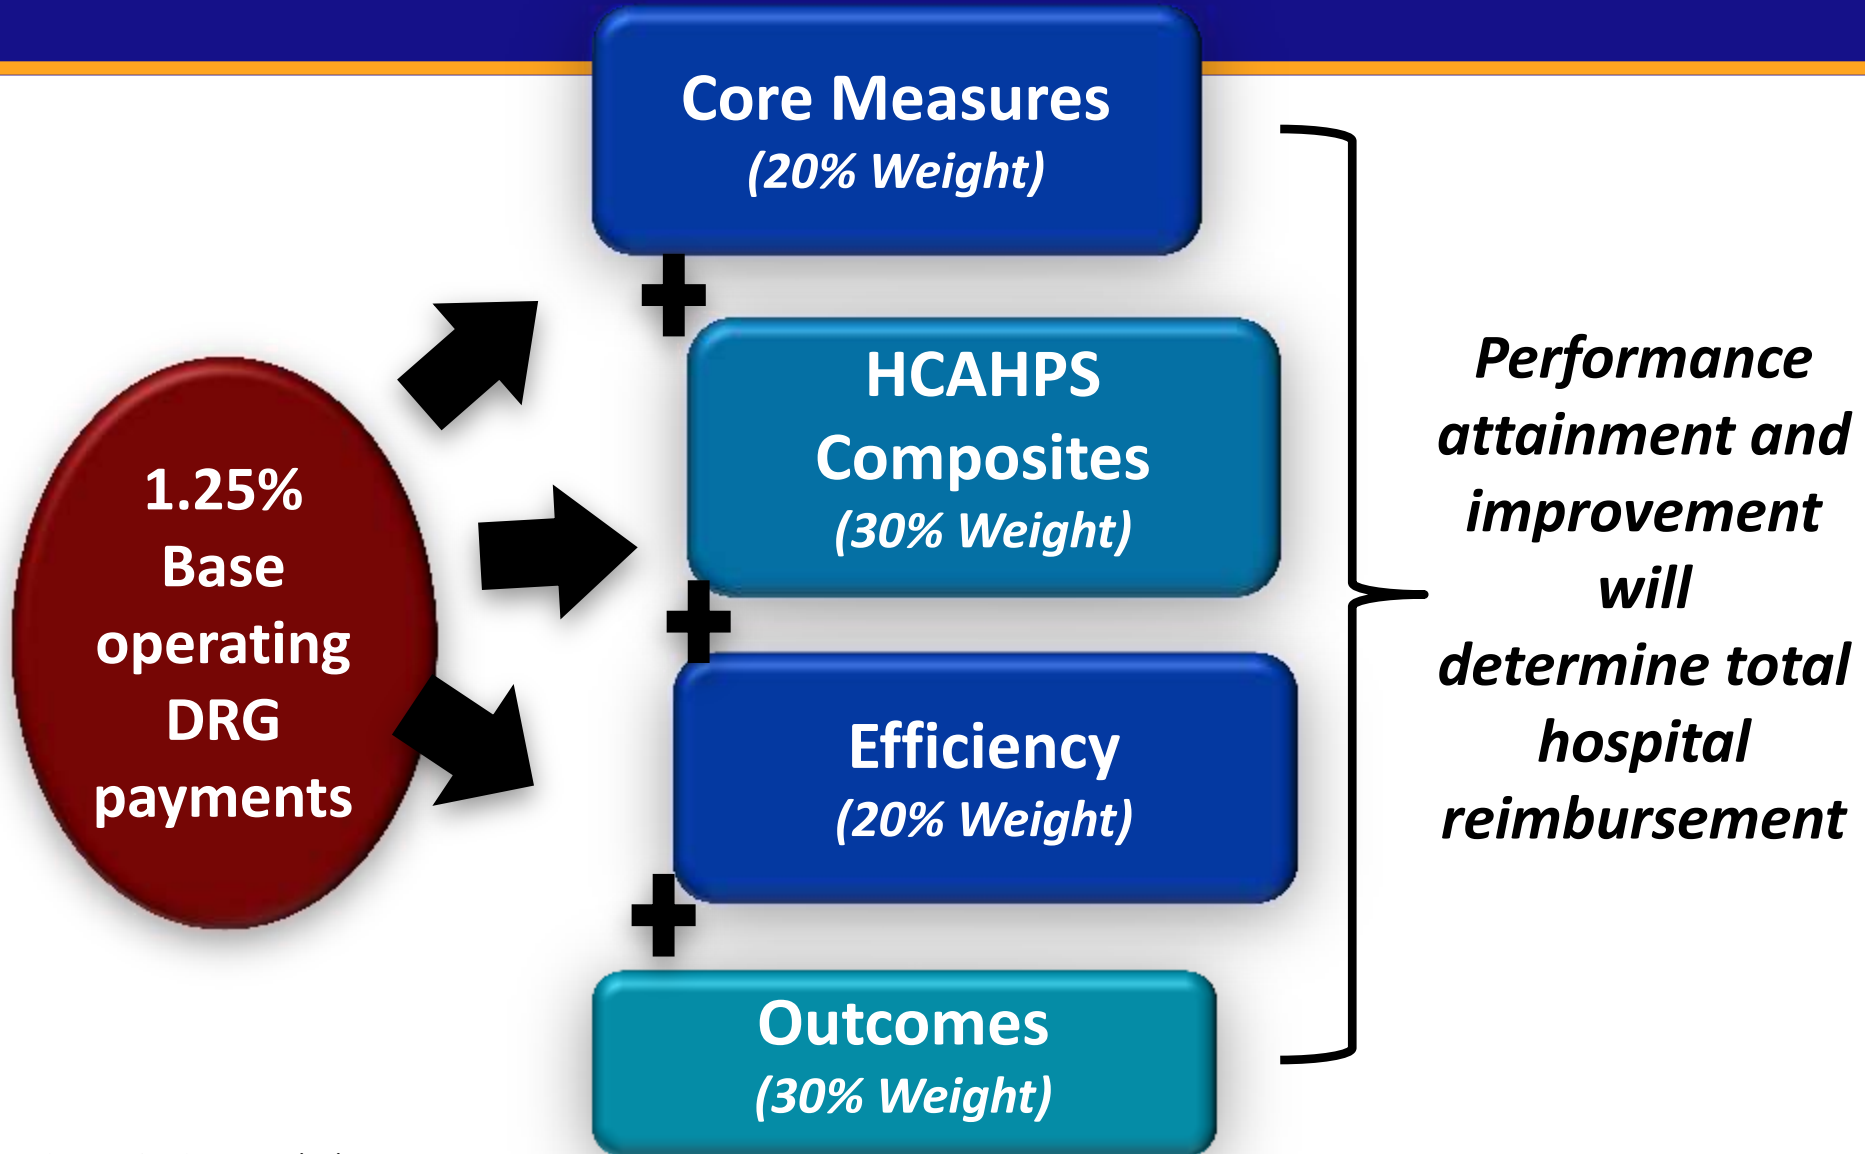 Core Measures
(20% Weight)
HCAHPS
Composites
(30% Weight)
Efficiency
(20% Weight)
Outcomes
(30% Weight)
1.25%
Base
operating
DRG
payments
Performance
attainment and
improvement
will
determine total
hospital
reimbursement